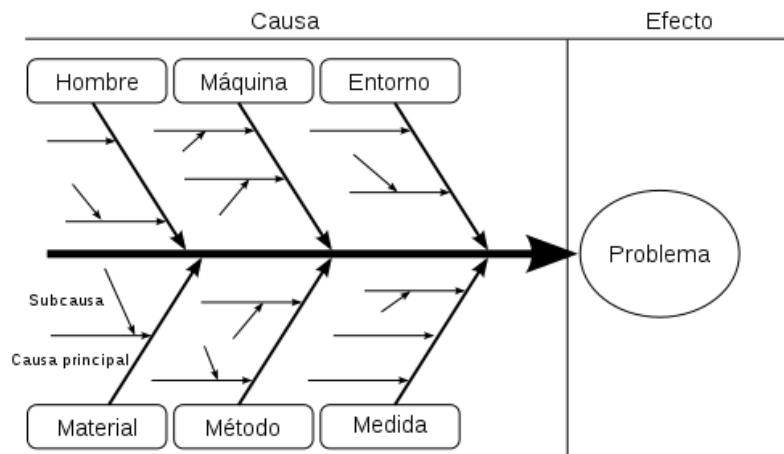 Causa
Efecto
Hombre
Máquina
Entorno
Problema
Subcausa
Causa principal
Material
Método
Medida